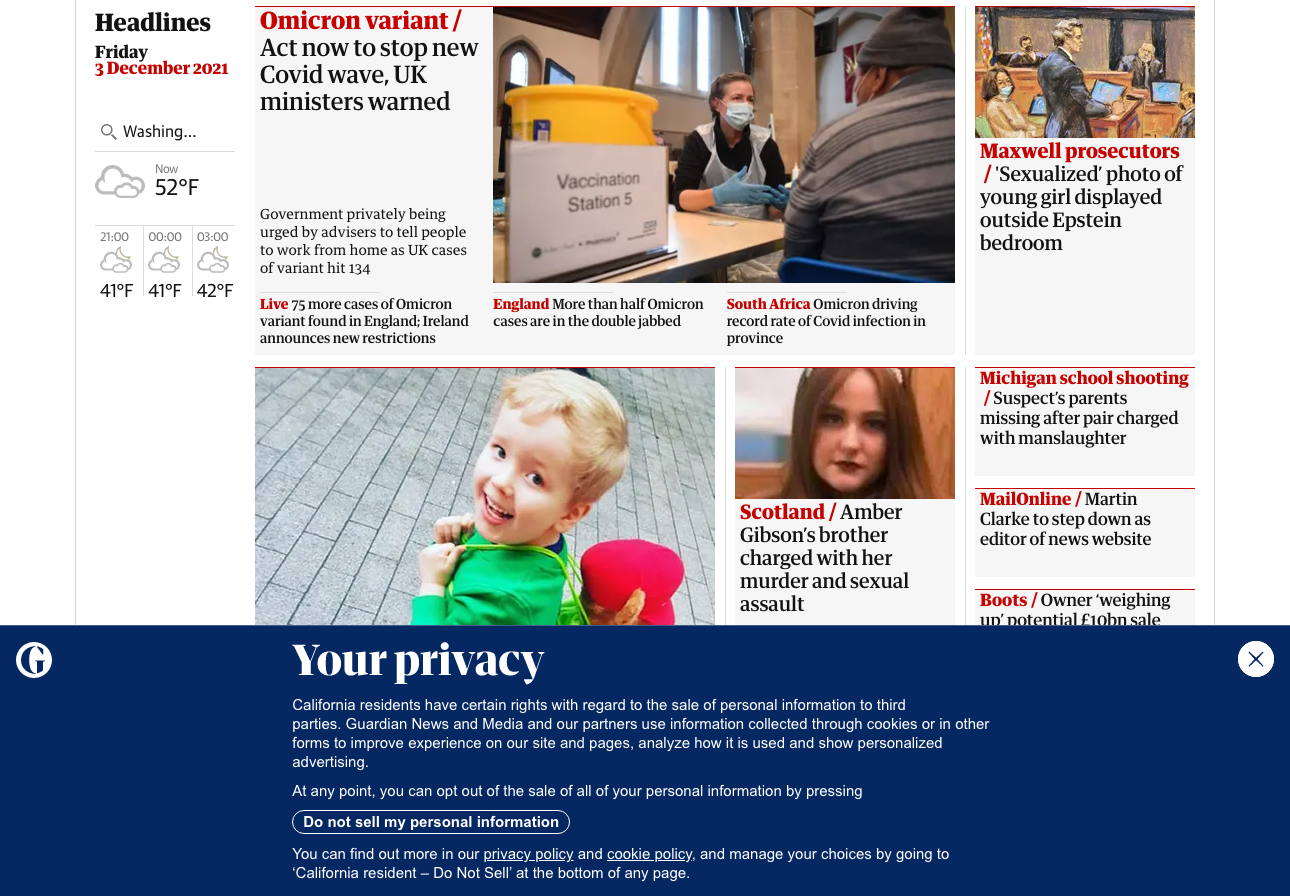 Headlines
Friday
3 December 2021
Washing...
Now
52°F
21:00
00:00
03:00
41°F
41°F
42°F
Omicron variant /
Act now to stop new
Covid wave, UK
ministers warned
Government privately being
urged by advisers to tell people
to work from home as UK cases
of variant hit 134
Vaccination
Station 5
Live 75 more cases of Omicron
variant found in England; Ireland
announces new restrictions
England More than half Omicron
cases are in the double jabbed
South Africa Omicron driving
record rate of Covid infection in
province
Maxwell prosecutors
/ 'Sexualized’ photo of
young girl displayed
outside Epstein
bedroom
Scotland / Amber
Gibson’s brother
charged with her
murder and sexual
assault
Michigan school shooting
/ Suspect’s parents
missing after pair charged
with manslaughter
MailOnline / Martin
Clarke to step down as
editor of news website
Boots / Owner ‘weighing
up’ potential £10bn sale
G
Your privacy
California residents have certain rights with regard to the sale of personal information to third
parties. Guardian News and Media and our partners use information collected through cookies or in other
forms to improve experience on our site and pages, analyze how it is used and show personalized
advertising.
At any point, you can opt out of the sale of all of your personal information by pressing
Do not sell my personal information
You can find out more in our privacy policy and cookie policy, and manage your choices by going to
‘California resident – Do Not Sell’ at the bottom of any page.